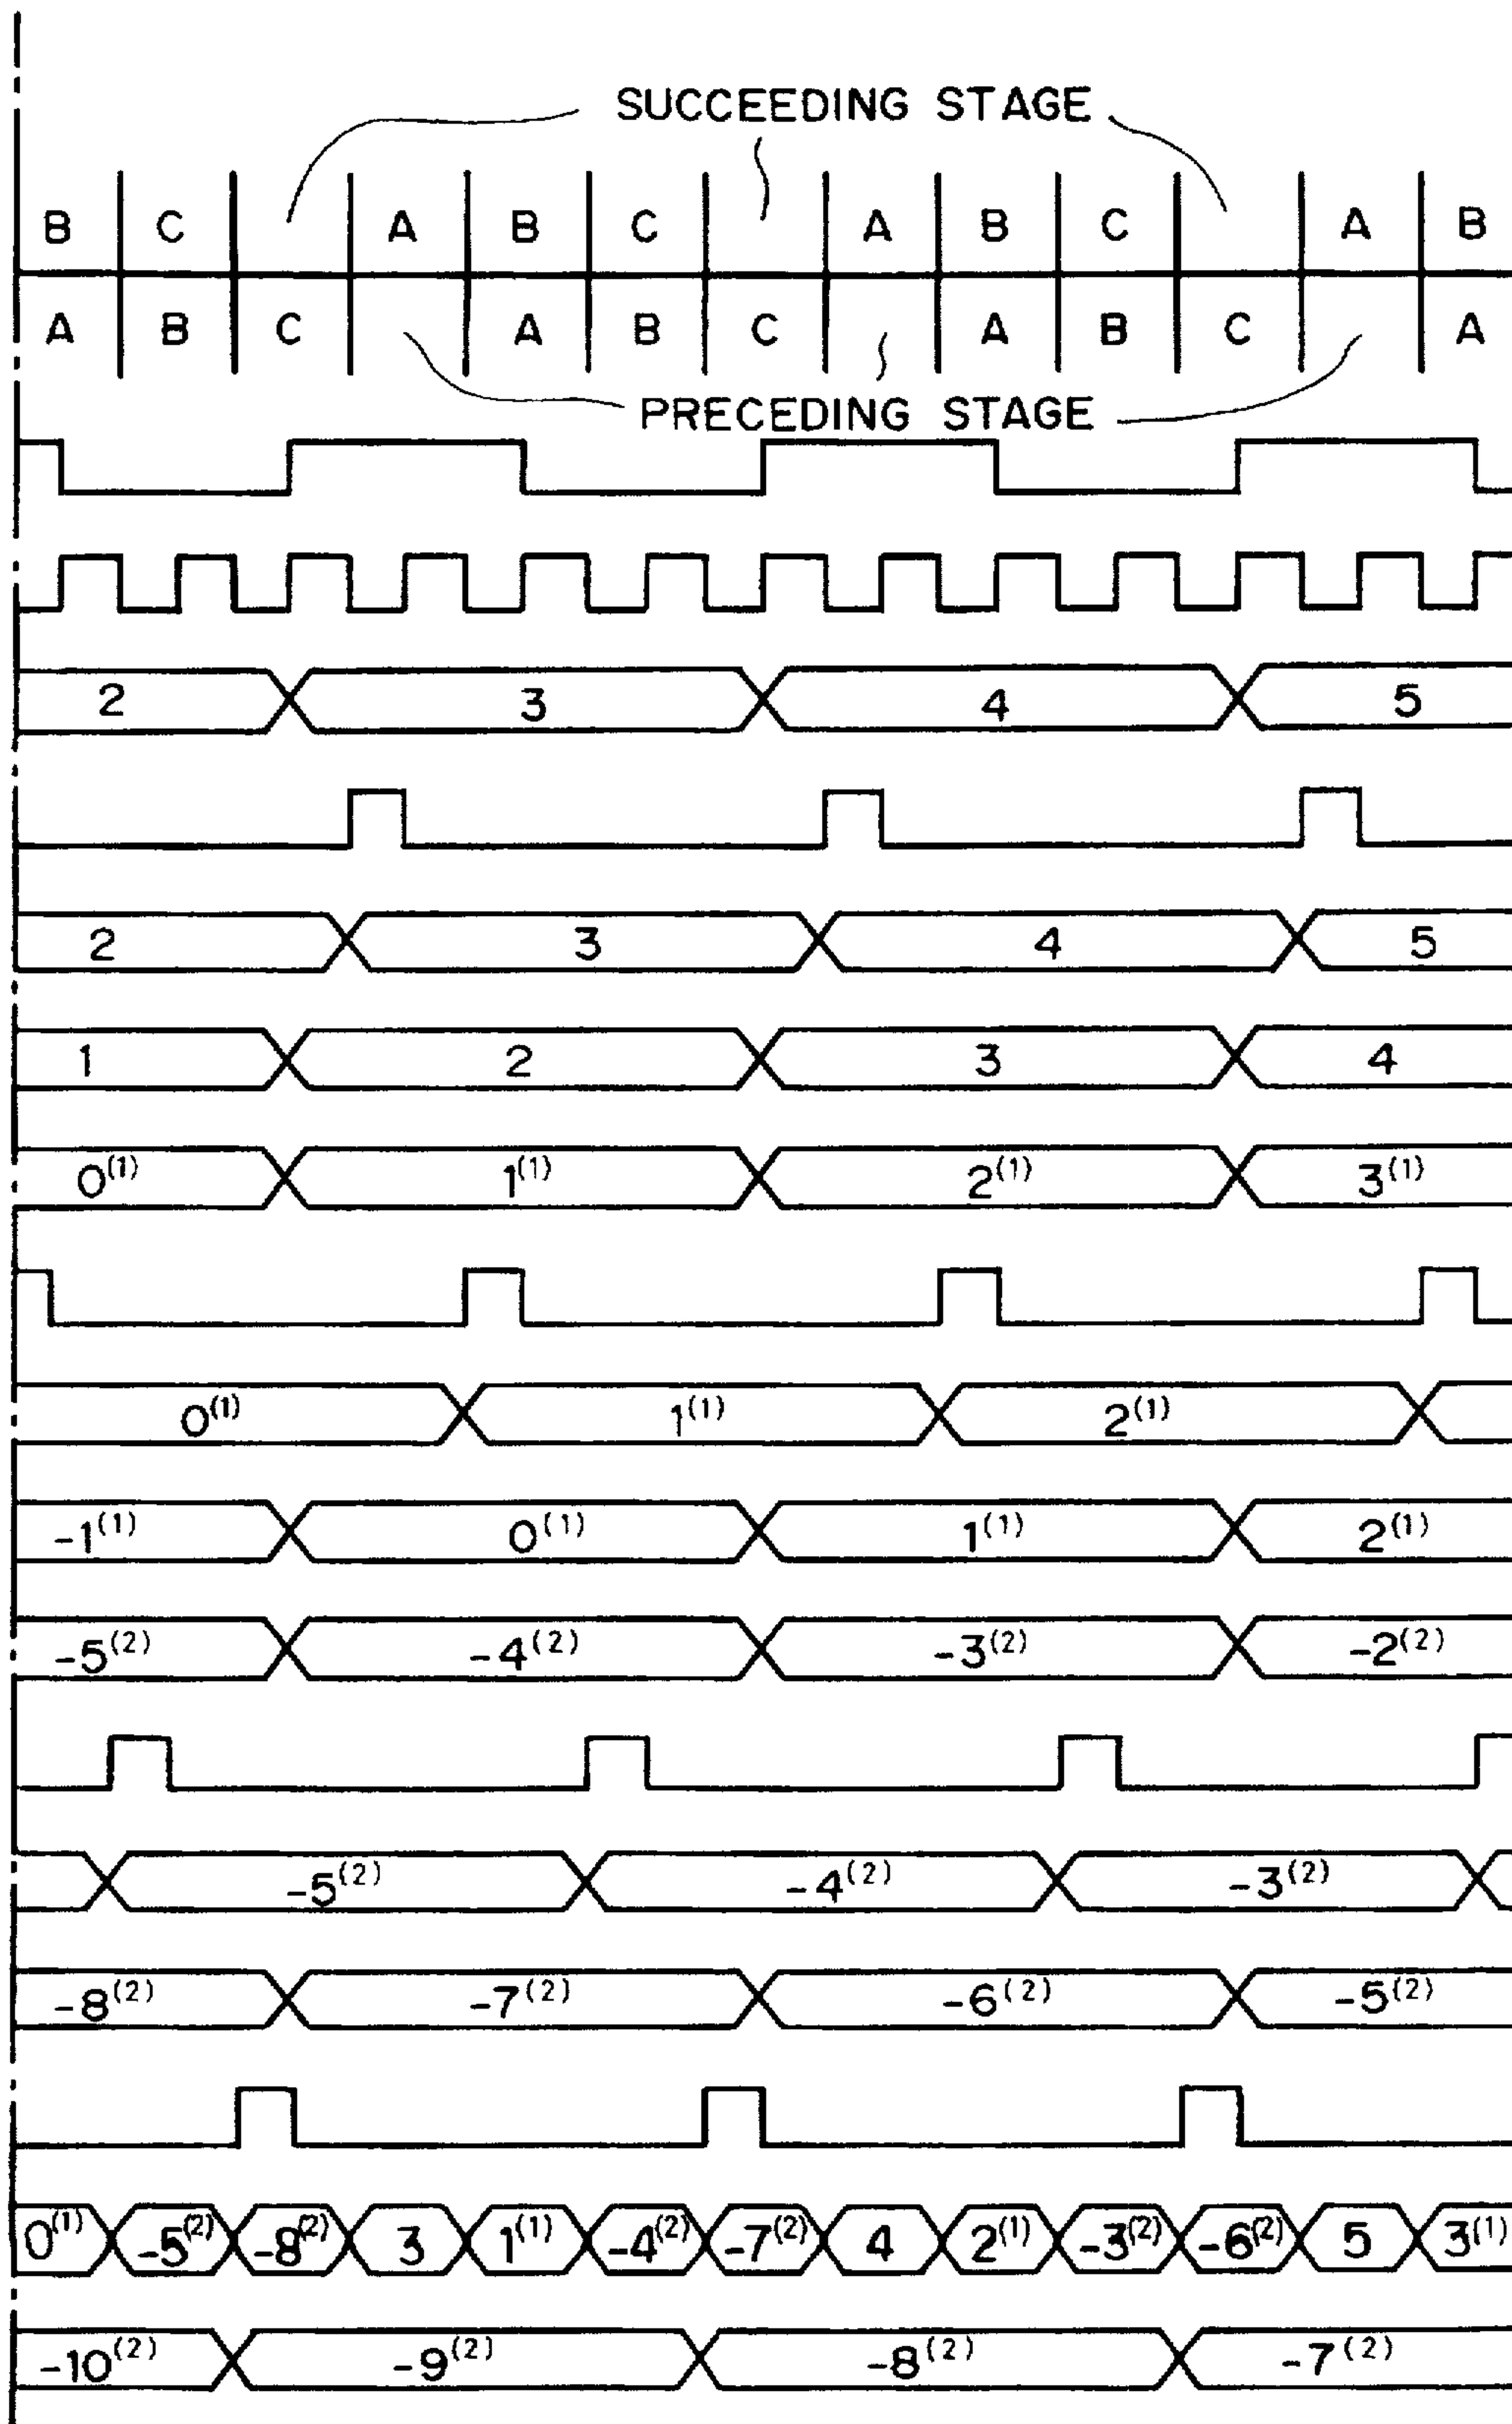 SUCCEEDING STAGE
B C A B C A B C A B
A B C A B C A B C A
PRECEDING STAGE
2 3 4 5
2 3 4 5
1 2 3 4
0(1) 1(1) 2(1) 3(1)
0(1) 1(1) 2(1)
-1(1) 0(1) 1(1) 2(1)
-5(2) -4(2) -3(2) -2(2)
-5(2) -4(2) -3(2)
-8(2) -7(2) -6(2) -5(2)
0(1) -5(2) -8(2) 3 1(1) -4(2) -7(2) 4 2(1) -3(2) -6(2) 5 3(1)
-10(2) -9(2) -8(2) -7(2)